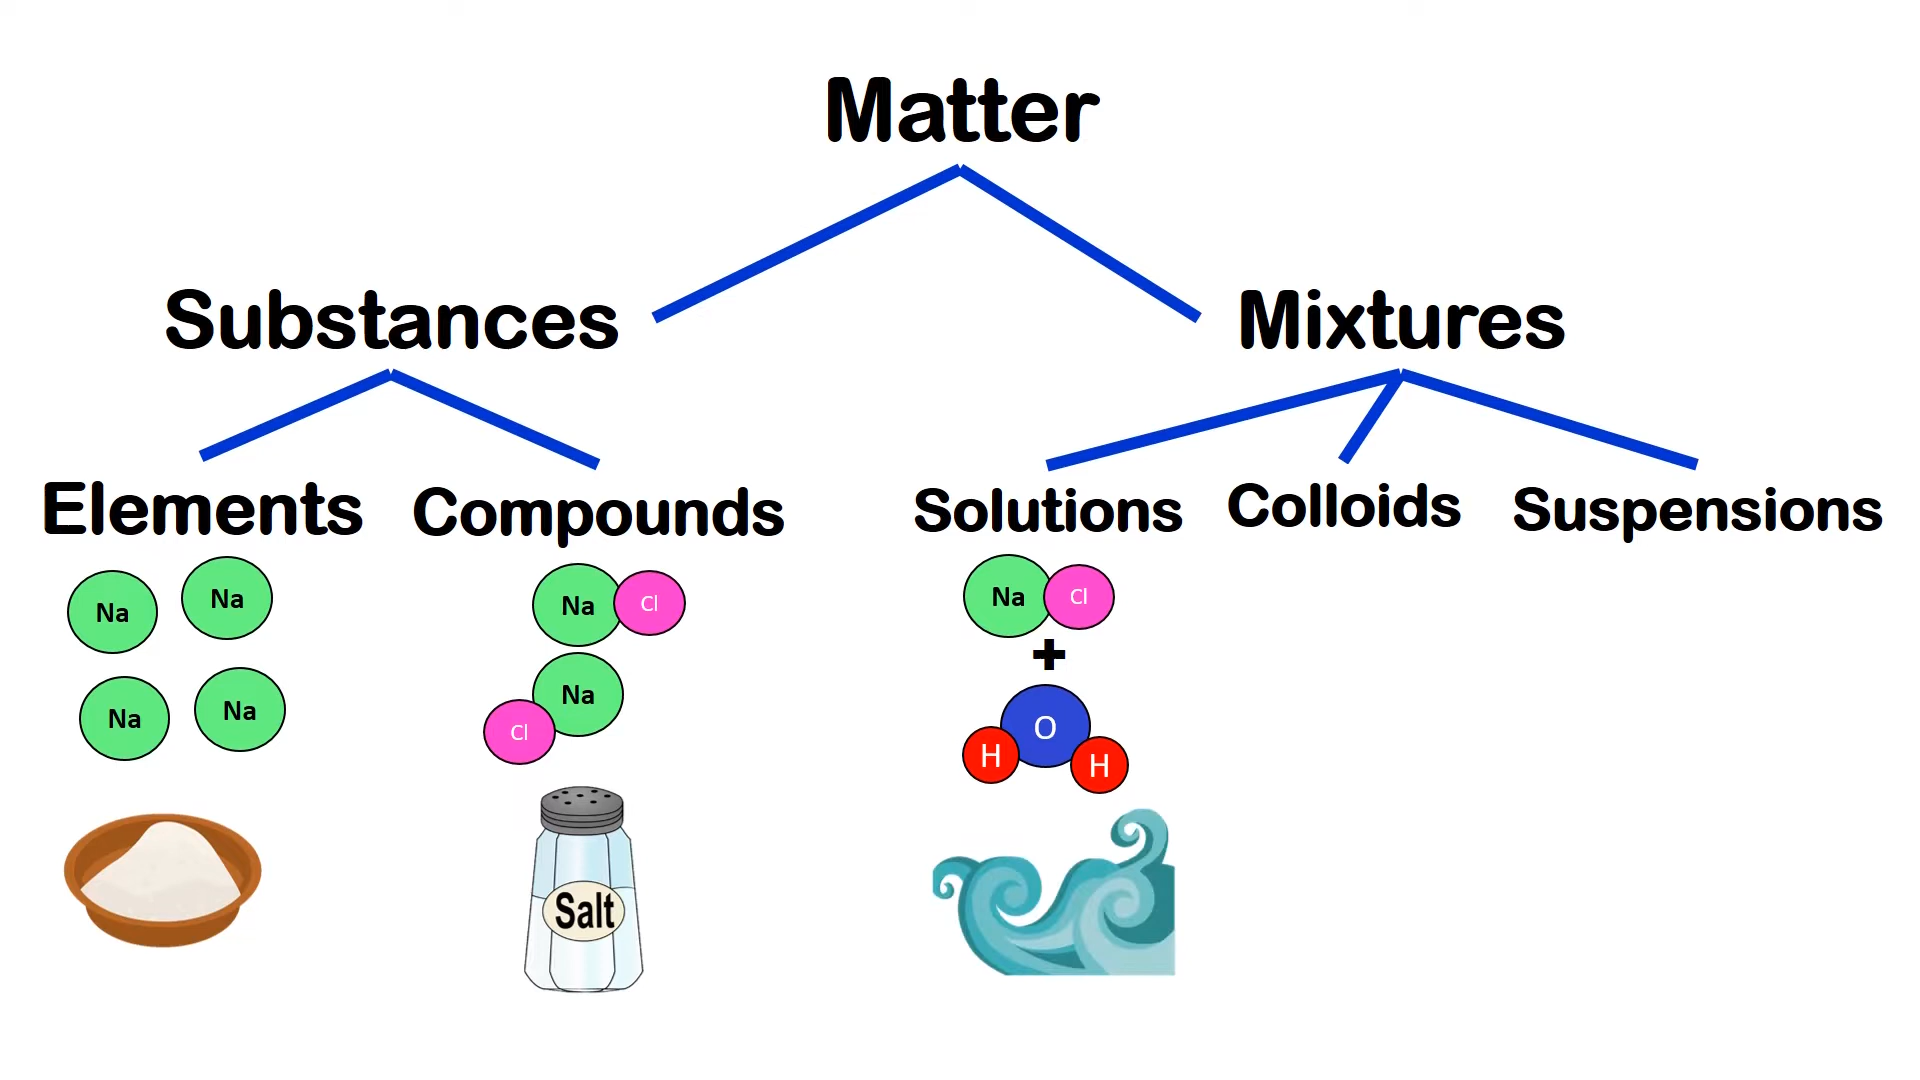 Matter
Substances
Mixtures
Elements
Compounds
Solutions
Colloids
Suspensions
Na
Na
Na
Na
Na
Cl
Na
Cl
Salt
Na
Cl
+
O
H
H